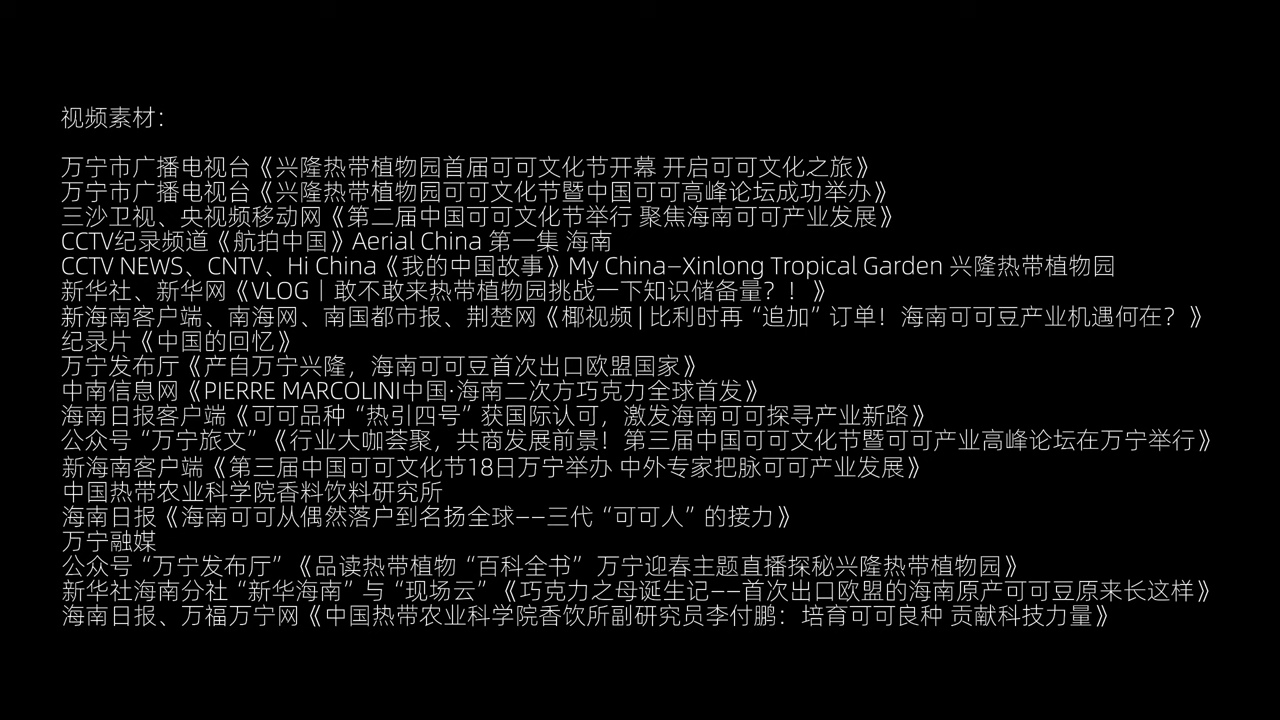 视频素材：
万宁市广播电视台《兴隆热带植物园首届可可文化节开幕 开启可可文化之旅》
万宁市广播电视台《兴隆热带植物园可可文化节暨中国可可高峰论坛成功举办》
三沙卫视、央视频移动网《第二届中国可可文化节举行 聚焦海南可可产业发展》
CCTV纪录频道《航拍中国》Aerial China 第一集 海南
CCTV NEWS、CNTV、Hi China《我的中国故事》My China—Xinlong Tropical Garden 兴隆热带植物园
新华社、新华网《VLOG｜敢不敢来热带植物园挑战一下知识储备量？！》
新海南客户端、南海网、南国都市报、荆楚网《椰视频 | 比利时再“追加”订单！海南可可豆产业机遇何在？》
纪录片《中国的回忆》
万宁发布厅《产自万宁兴隆，海南可可豆首次出口欧盟国家》
中南信息网《PIERRE MARCOLINI中国·海南二次方巧克力全球首发》
海南日报客户端《可可品种“热引四号”获国际认可，激发海南可可探寻产业新路》
公众号“万宁旅文”《行业大咖荟聚，共商发展前景！第三届中国可可文化节暨可可产业高峰论坛在万宁举行》
新海南客户端《第三届中国可可文化节18日万宁举办 中外专家把脉可可产业发展》
中国热带农业科学院香料饮料研究所
海南日报《海南可可从偶然落户到名扬全球——三代“可可人”的接力》
万宁融媒
公众号“万宁发布厅”《品读热带植物“百科全书” 万宁迎春主题直播探秘兴隆热带植物园》
新华社海南分社“新华海南”与“现场云”《巧克力之母诞生记——首次出口欧盟的海南原产可可豆原来长这样》
海南日报、万福万宁网《中国热带农业科学院香饮所副研究员李付鹏：培育可可良种 贡献科技力量》